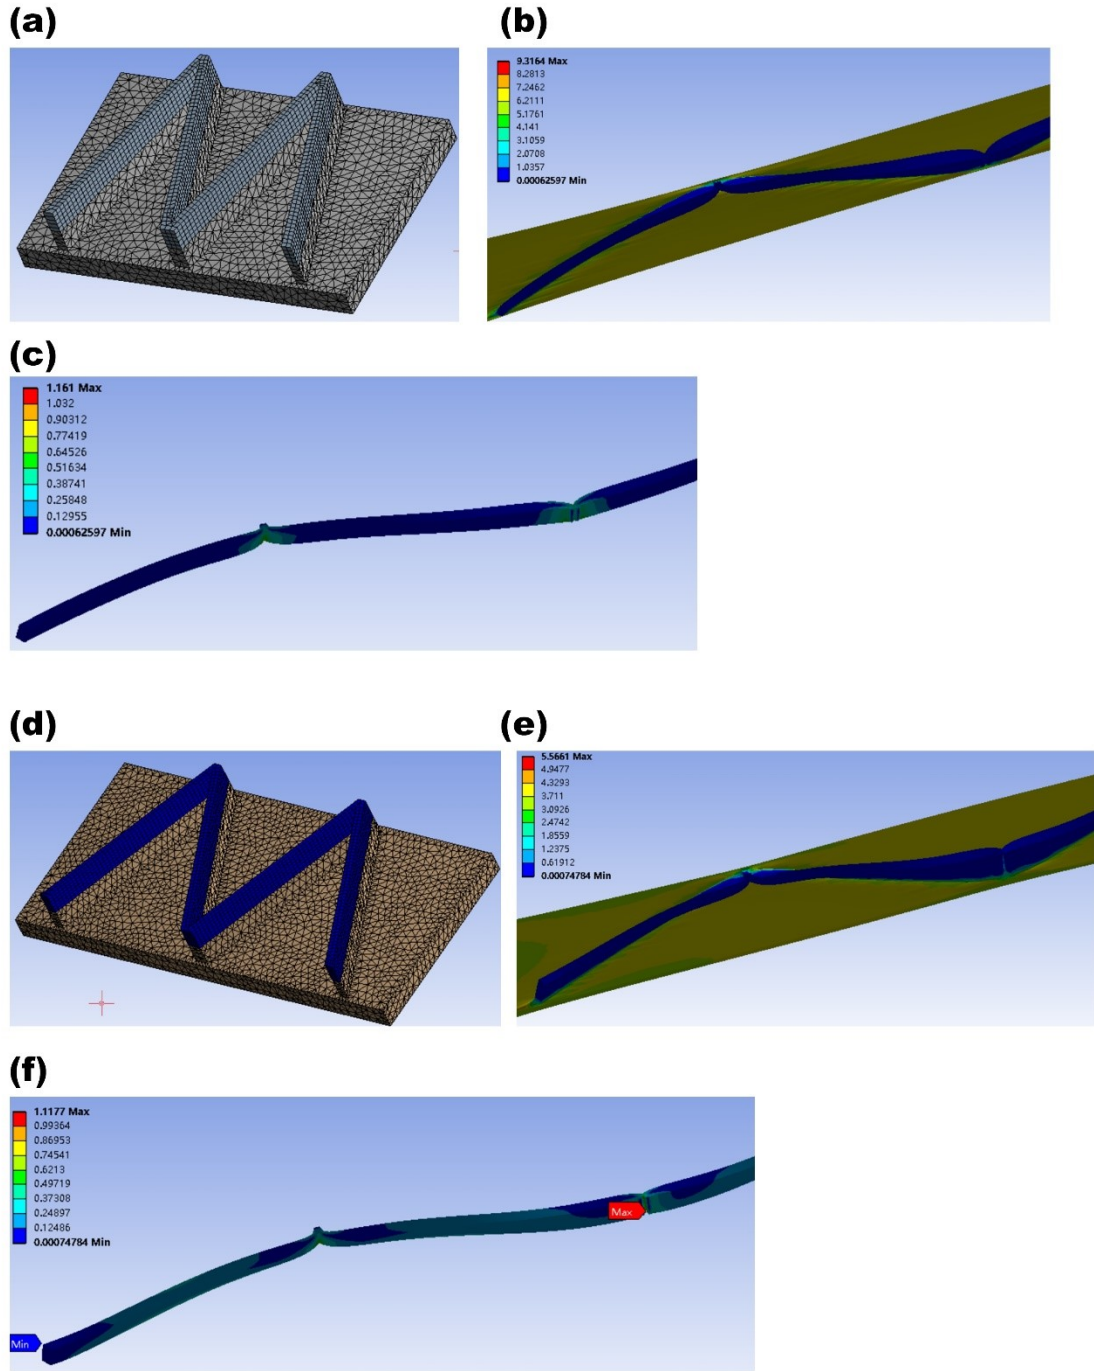 (a)
(b)
9.3164 Max
8.2813
7.2462
6.2111
5.1761
4.141
3.1059
2.0708
1.0357
0.00062597 Min
(c)
1.161 Max
1.032
0.90312
0.77419
0.64526
0.51634
0.38741
0.25848
0.12955
0.00062597 Min
(d)
(e)
5.5661 Max
4.9477
4.3293
3.711
3.0926
2.4742
1.8559
1.2375
0.61912
0.00074784 Min
(f)
1.1177 Max
0.99364
0.86953
0.74541
0.6213
0.49719
0.37308
0.24897
0.12486
0.00074784 Min
Max
Min